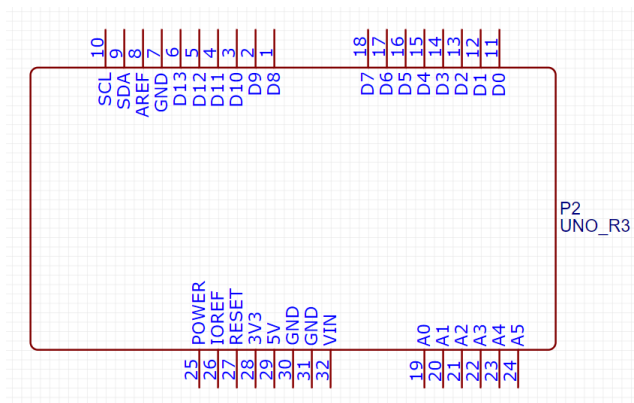 10 9 8 7 6 5 4 3 2 1
18 17 16 15 14 13 12 11
SCL SDA AREF GND D13 D12 D11 D10 D9 D8
D7 D6 D5 D4 D3 D2 D1 D0
P2
UNO_R3
POWER IOREF RESET 3V3 5V GND GND VIN
A0 A1 A2 A3 A4 A5
25 26 27 28 29 30 31 32
19 20 21 22 23 24